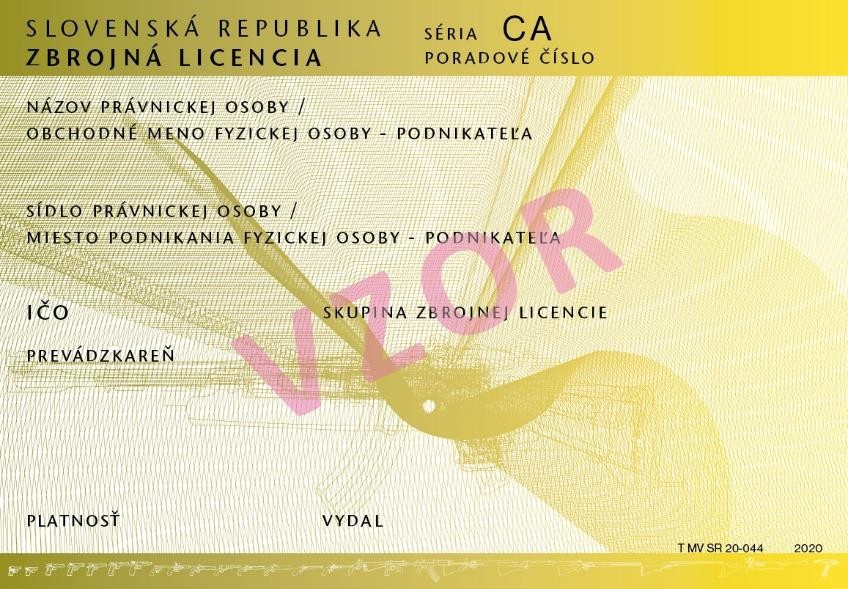 SLOVENSKÁ REPUBLIKA
ZBROJNÁ LICENCIA
SÉRIA CA
PORADOVÉ ČÍSLO
NÁZOV PRÁVNICKEJ OSOBY /
OBCHODNÉ MENO FYZICKEJ OSOBY - PODNIKATEĽA
SÍDLO PRÁVNICKEJ OSOBY /
MIESTO PODNIKANIA FYZICKEJ OSOBY - PODNIKATEĽA
VZOR
IČO
SKUPINA ZBROJNEJ LICENCIE
PREVÁDZKAREŇ
PLATNOSŤ
VYDAL
T MV SR 20-044 2020